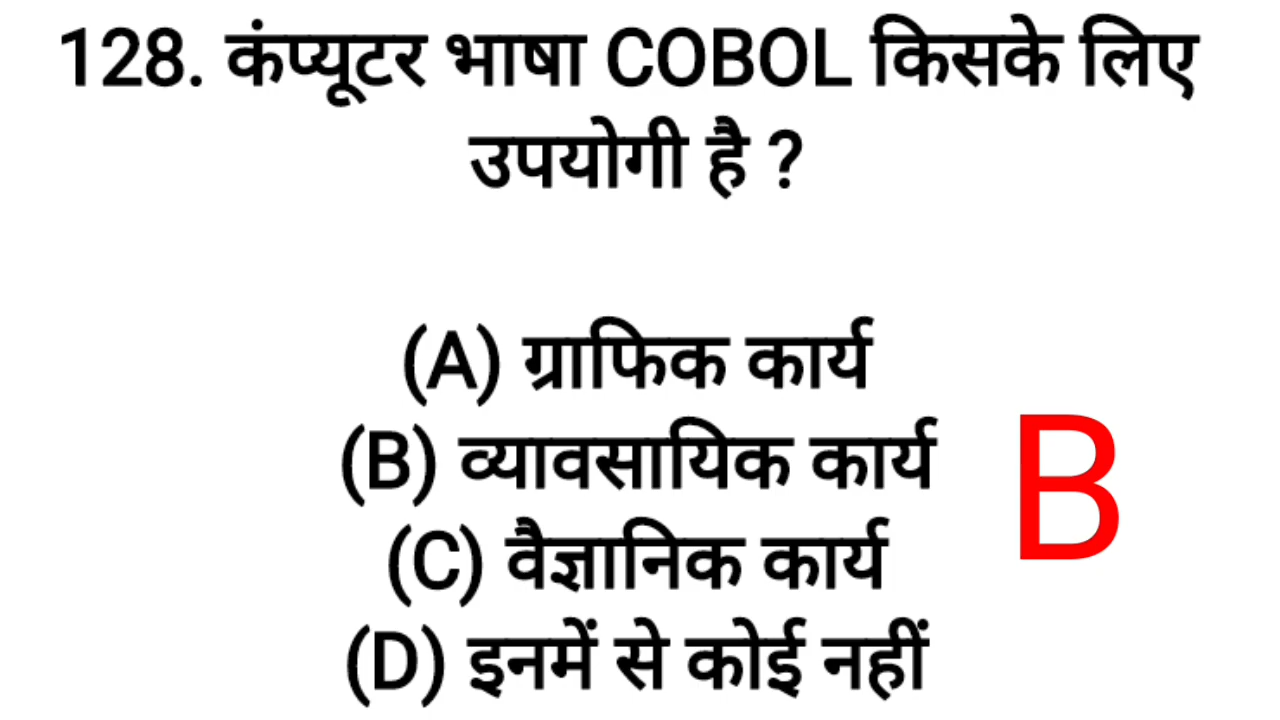 128. कंप्यूटर भाषा COBOL किसके लिए
उपयोगी है ?
(A) ग्राफिक कार्य
(B) व्यावसायिक कार्य
(C) वैज्ञानिक कार्य
(D) इनमें से कोई नहीं
B